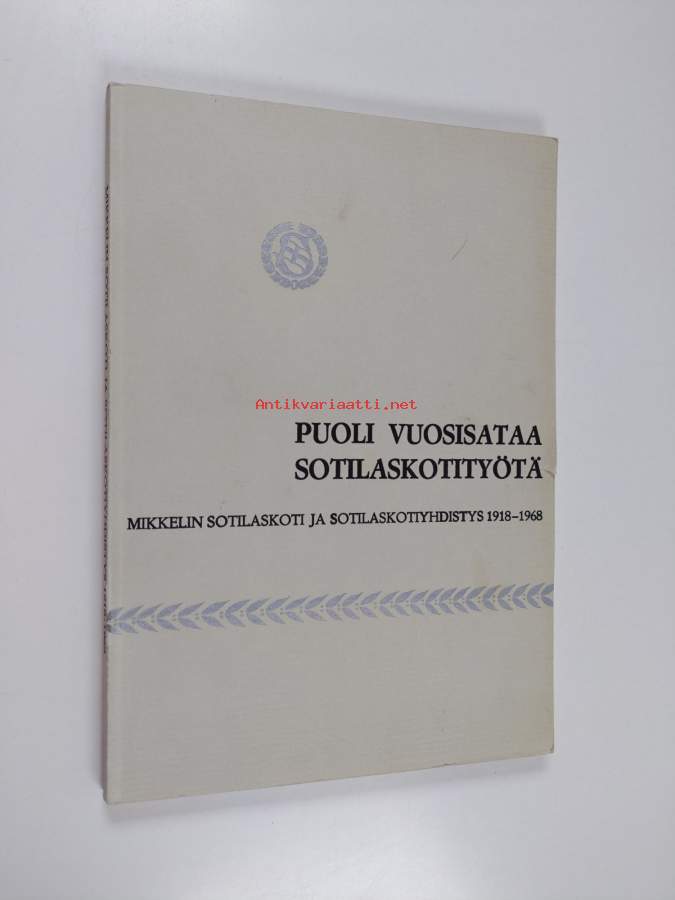 Antikvariaatti.net
PUOLI VUOSISATAA
SOTILASKOTITYÖTÄ
MIKKELIN SOTILASKOTI JA SOTILASKOTIYHDISTYS 1918–1968